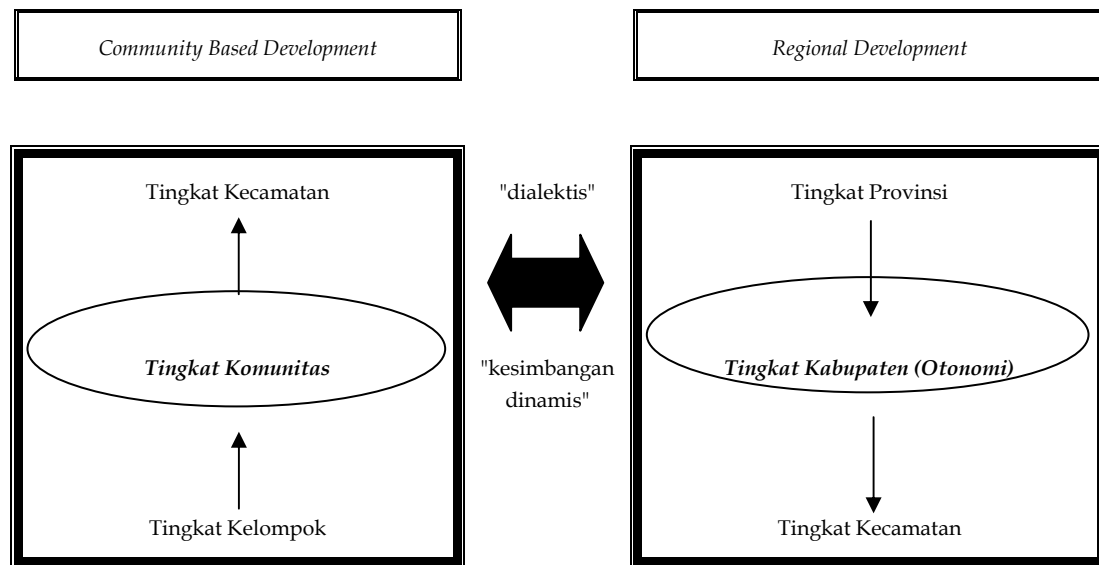 Community Based Development
Regional Development
Tingkat Kecamatan
Tingkat Komunitas
Tingkat Kelompok
"dialektis"
"kesimbangan
dinamis"
Tingkat Provinsi
Tingkat Kabupaten (Otonomi)
Tingkat Kecamatan